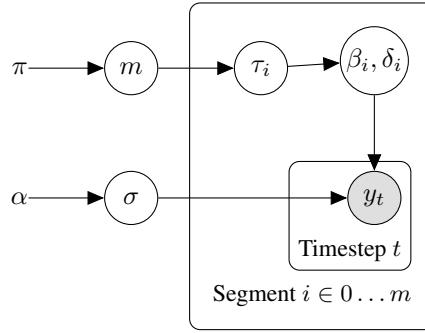 π m τ_i β_i, δ_i
α σ y_t
Timestep t
Segment i ∈ 0 … m